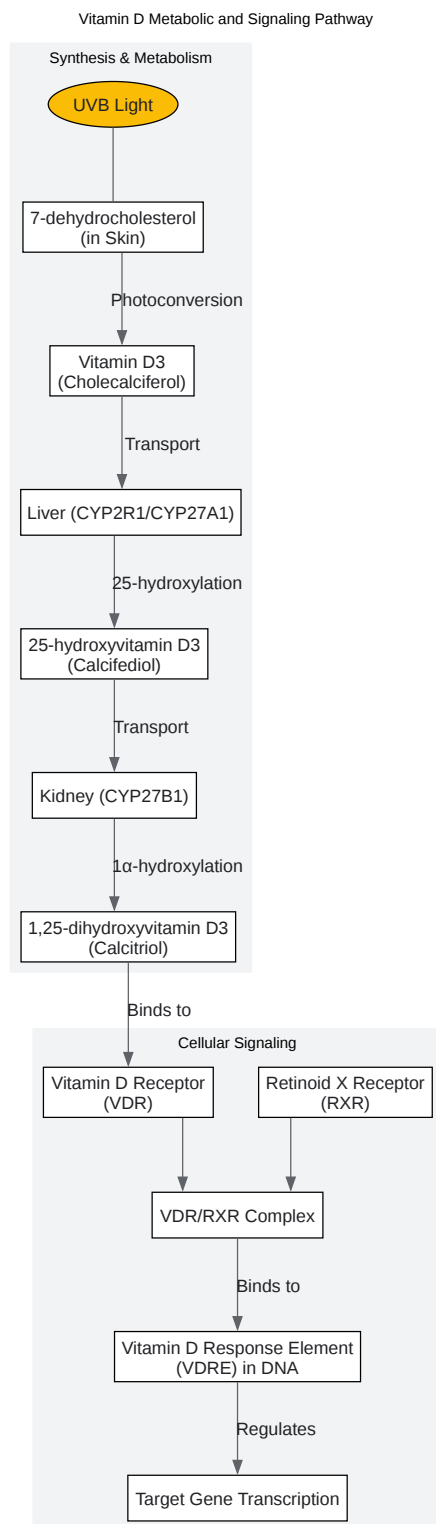 Vitamin D Metabolic and Signaling Pathway
Synthesis & Metabolism
UVB Light
7-dehydrocholesterol
(in Skin)
Photoconversion
Vitamin D3
(Cholecalciferol)
Transport
Liver (CYP2R1/CYP27A1)
25-hydroxylation
25-hydroxyvitamin D3
(Calcifediol)
Transport
Kidney (CYP27B1)
1α-hydroxylation
1,25-dihydroxyvitamin D3
(Calcitriol)
Binds to
Cellular Signaling
Vitamin D Receptor
(VDR)
Retinoid X Receptor
(RXR)
VDR/RXR Complex
Binds to
Vitamin D Response Element
(VDRE) in DNA
Regulates
Target Gene Transcription